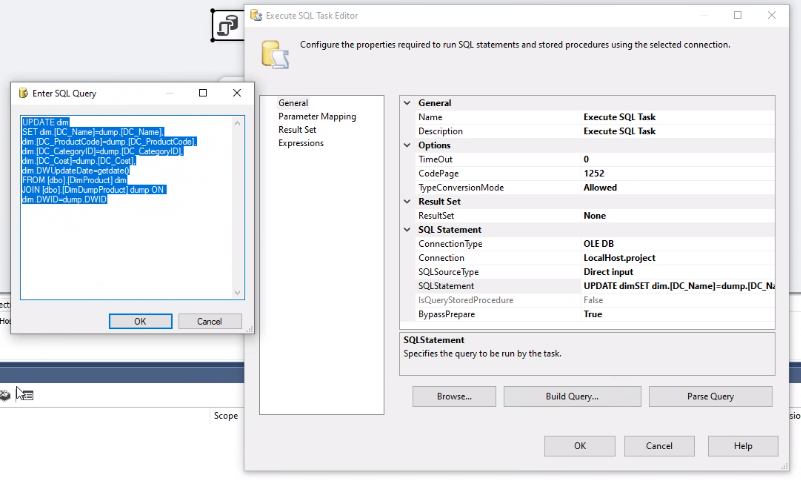 Execute SQL Task Editor
Configure the properties required to run SQL statements and stored procedures using the selected connection.
Enter SQL Query
UPDATE dim
SET dim.[DC_Name]=dump.[DC_Name],
dim.[DC_ProductCode]=dump.[DC_ProductCode],
dim.[DC_CategoryID]=dump.[DC_CategoryID],
dim.[DC_Cost]=dump.[DC_Cost],
dim.DWUpdateDate=getdate()
FROM [dbo].[DimProduct] dim
JOIN [dbo].[DimDumpProduct] dump ON
dim.DWID=dump.DWID
OK Cancel
General
Parameter Mapping
Result Set
Expressions
General
Name Execute SQL Task
Description Execute SQL Task
Options
TimeOut 0
CodePage 1252
TypeConversionMode Allowed
Result Set
ResultSet None
SQL Statement
ConnectionType OLE DB
Connection LocalHost.project
SQLSourceType Direct input
SQLStatement UPDATE dimSET dim.[DC_Name]=dump.[DC_Na
IsQueryStoredProcedure False
BypassPrepare True
SQLStatement
Specifies the query to be run by the task.
Browse... Build Query... Parse Query
OK Cancel Help
Scope